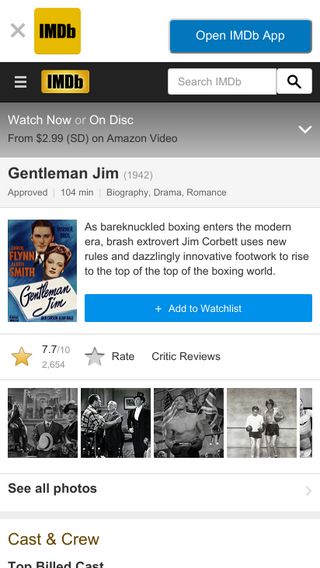 IMDb
Open IMDb App
IMDb
Search IMDb
Watch Now or On Disc
From $2.99 (SD) on Amazon Video
Gentleman Jim (1942)
Approved | 104 min | Biography, Drama, Romance
ERROL
FLYNN
ALEXIS
SMITH
Gentleman
Jim
As bareknuckled boxing enters the modern
era, brash extrovert Jim Corbett uses new
rules and dazzlingly innovative footwork to rise
to the top of the top of the boxing world.
+ Add to Watchlist
7.7/10
2,654
Rate
Critic Reviews
See all photos
Cast & Crew
Top Billed Cast